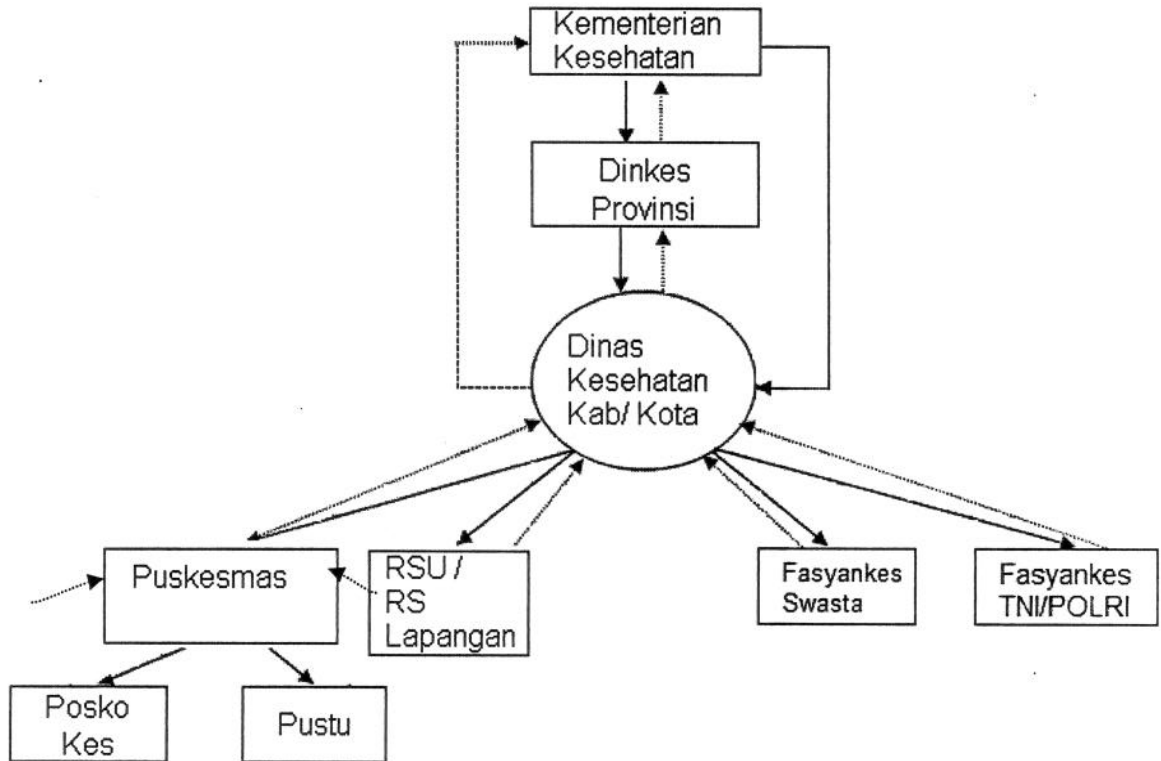 Kementerian
Kesehatan
Dinkes
Provinsi
Dinas
Kesehatan
Kab/ Kota
Puskesmas
RSU /
RS
Lapangan
Fasyankes
Swasta
Fasyankes
TNI/POLRI
Posko
Kes
Pustu